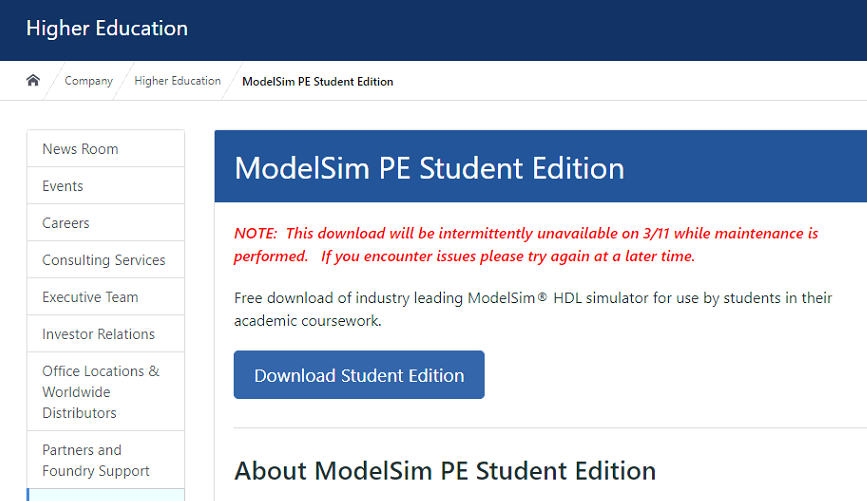 Higher Education
Company
Higher Education
ModelSim PE Student Edition
News Room
Events
Careers
Consulting Services
Executive Team
Investor Relations
Office Locations &
Worldwide
Distributors
Partners and
Foundry Support
ModelSim PE Student Edition
NOTE:  This download will be intermittently unavailable on 3/11 while maintenance is
performed.   If you encounter issues please try again at a later time.
Free download of industry leading ModelSim® HDL simulator for use by students in their
academic coursework.
Download Student Edition
About ModelSim PE Student Edition